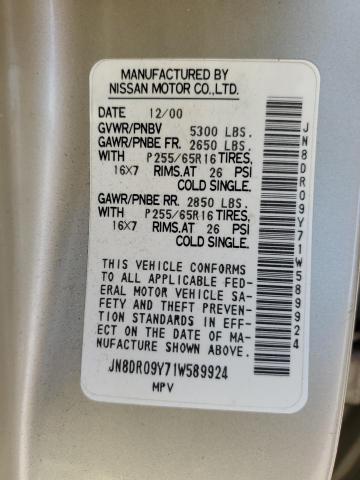 MANUFACTURED BY
NISSAN MOTOR CO.,LTD.
DATE 12/00
GVWR/PNBV 5300 LBS.
GAWR/PNBE FR. 2650 LBS.
WITH P255/65R16 TIRES,
16X7 RIMS.AT 26 PSI
COLD SINGLE.
GAWR/PNBE RR. 2850 LBS.
WITH P255/65R16 TIRES,
16X7 RIMS.AT 26 PSI
COLD SINGLE.
THIS VEHICLE CONFORMS
TO ALL APPLICABLE FED-
ERAL MOTOR VEHICLE SA-
FETY AND THEFT PREVEN-
TION STANDARDS IN EFF-
ECT ON THE DATE OF MA-
NUFACTURE SHOWN ABOVE.
JN8DR09Y71W589924
MPV
JN8DR09Y71W589924